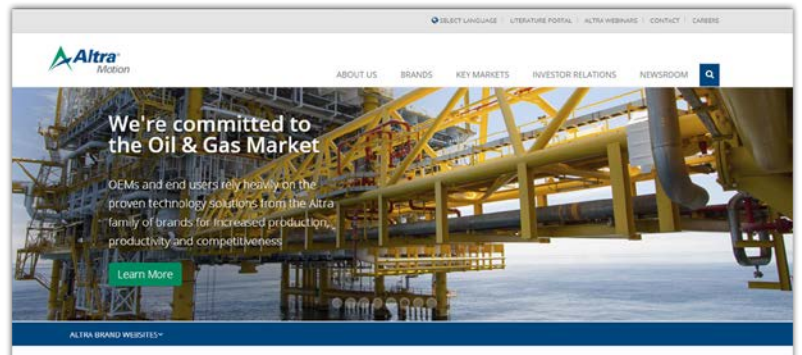 SELECT LANGUAGE | LITERATURE PORTAL | ALTRA WEBINARS | CONTACT | CAREERS
Altra
Motion
ABOUT US BRANDS KEY MARKETS INVESTOR RELATIONS NEWSROOM
We're committed to
the Oil & Gas Market
OEMs and end users rely heavily on the
proven technology solutions from the Altra
family of brands for increased production,
productivity and competitiveness
Learn More
ALTRA BRAND WEBSITES